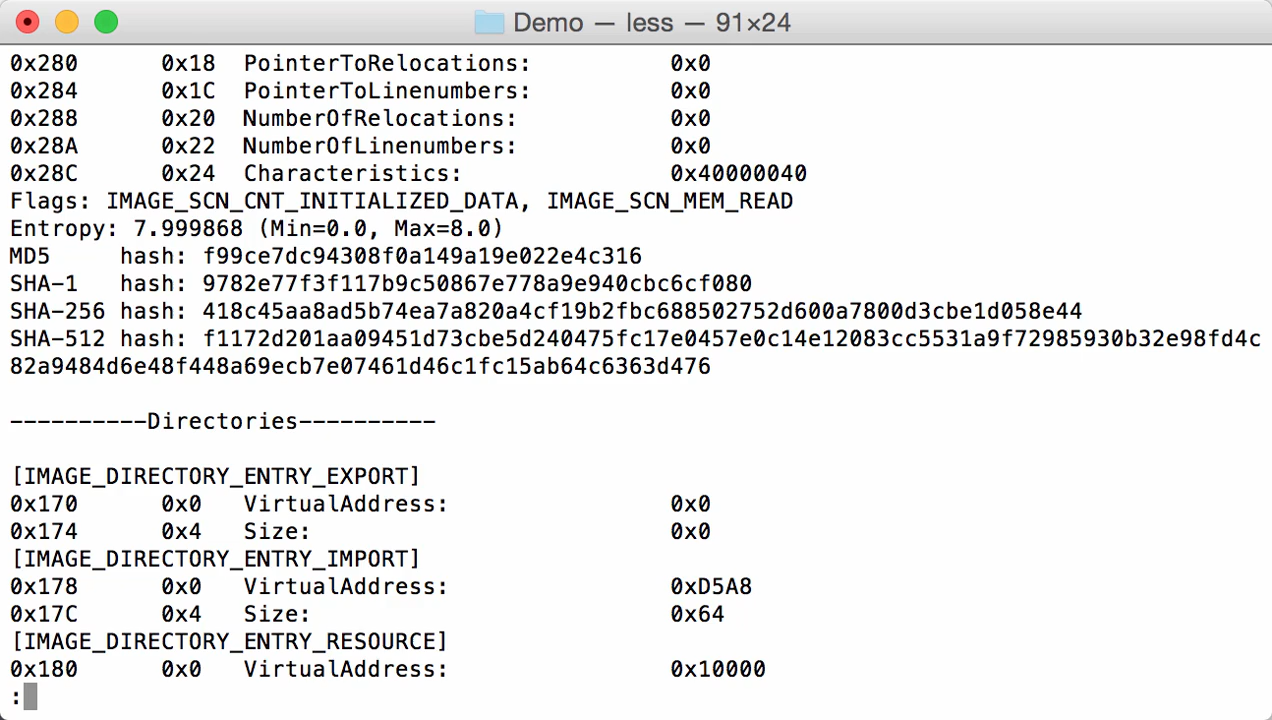 Demo — less — 91×24
0x280      0x18  PointerToRelocations:          0x0
0x284      0x1C  PointerToLinenumbers:          0x0
0x288      0x20  NumberOfRelocations:           0x0
0x28A      0x22  NumberOfLinenumbers:           0x0
0x28C      0x24  Characteristics:               0x40000040
Flags: IMAGE_SCN_CNT_INITIALIZED_DATA, IMAGE_SCN_MEM_READ
Entropy: 7.999868 (Min=0.0, Max=8.0)
MD5     hash: f99ce7dc94308f0a149a19e022e4c316
SHA-1   hash: 9782e77f3f117b9c50867e778a9e940cbc6cf080
SHA-256 hash: 418c45aa8ad5b74ea7a820a4cf19b2fbc688502752d600a7800d3cbe1d058e44
SHA-512 hash: f1172d201aa09451d73cbe5d240475fc17e0457e0c14e12083cc5531a9f72985930b32e98fd4c
82a9484d6e48f448a69ecb7e07461d46c1fc15ab64c6363d476
----------Directories----------
[IMAGE_DIRECTORY_ENTRY_EXPORT]
0x170      0x0   VirtualAddress:                0x0
0x174      0x4   Size:                          0x0
[IMAGE_DIRECTORY_ENTRY_IMPORT]
0x178      0x0   VirtualAddress:                0xD5A8
0x17C      0x4   Size:                          0x64
[IMAGE_DIRECTORY_ENTRY_RESOURCE]
0x180      0x0   VirtualAddress:                0x10000
: